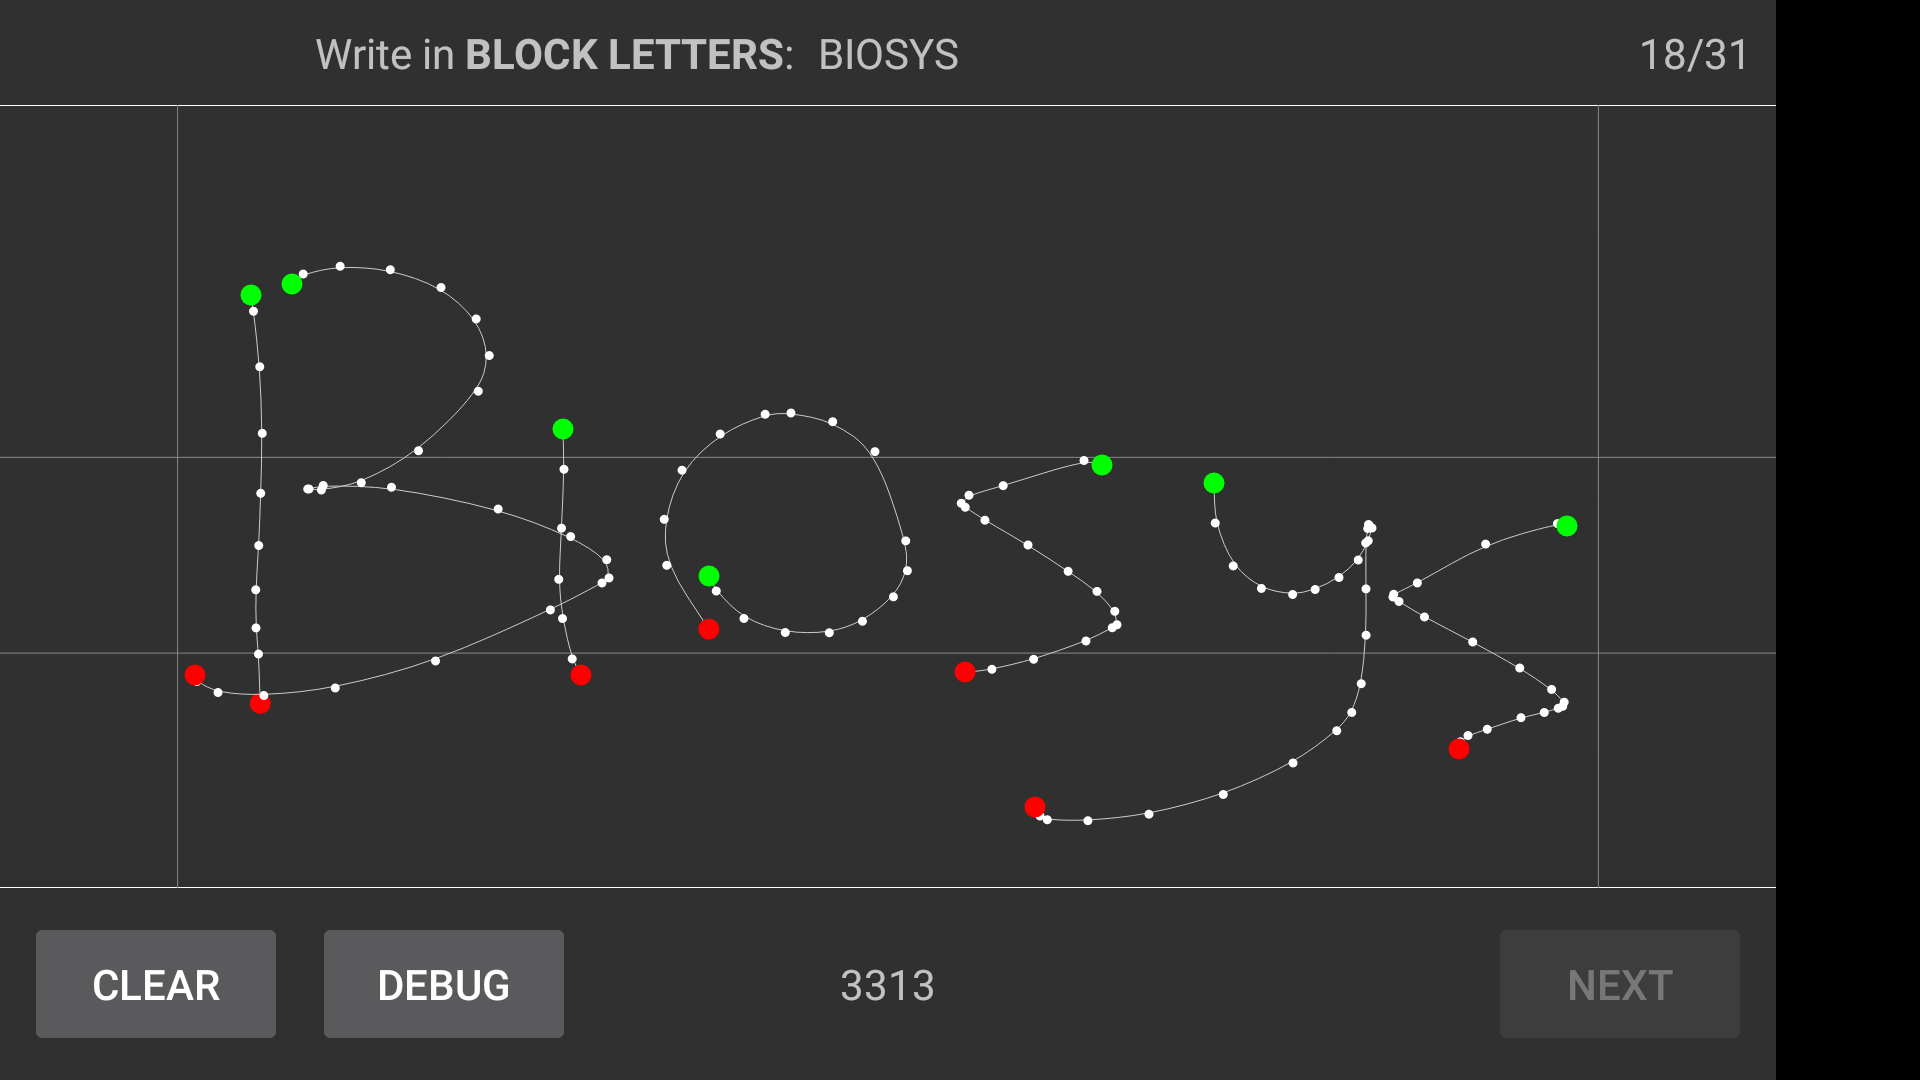 Write in BLOCK LETTERS: BIOSYS 18/31
BIOSyS
CLEAR DEBUG 3313 NEXT